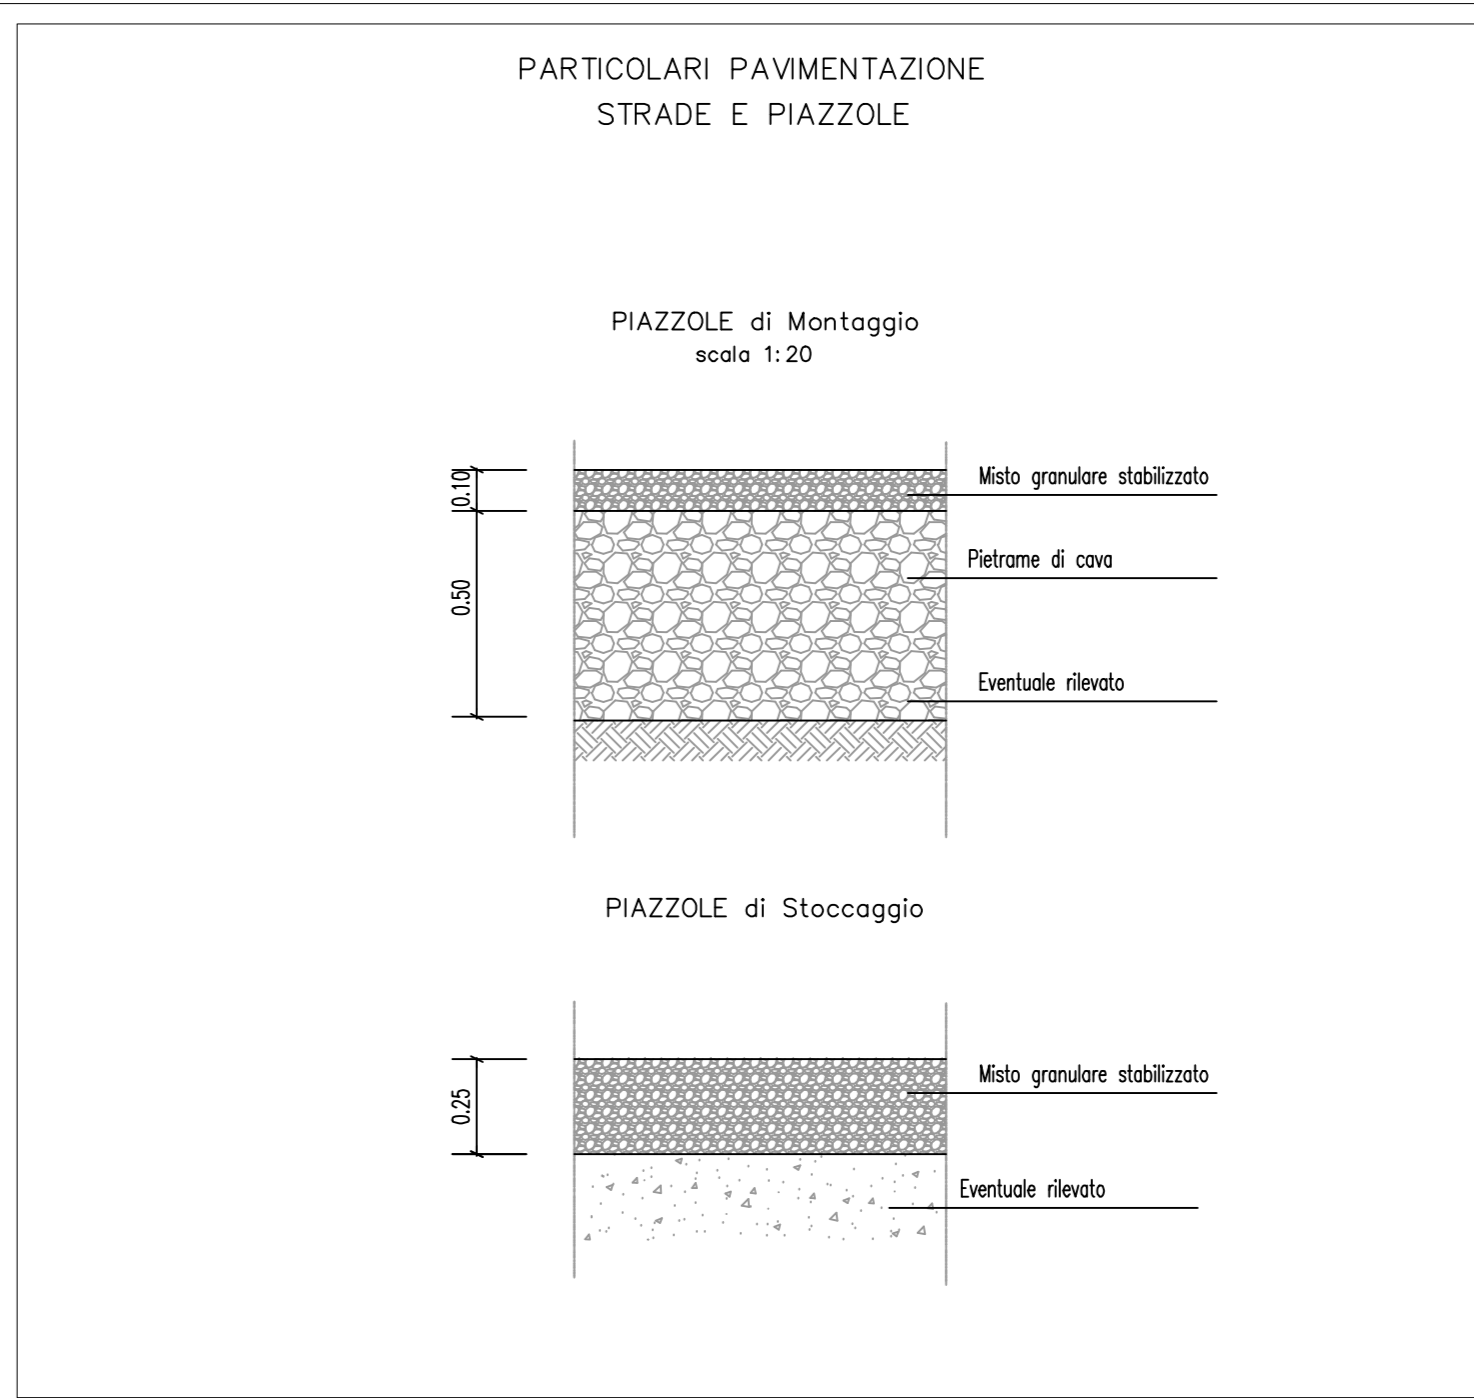 PARTICOLARI PAVIMENTAZIONE
STRADE E PIAZZOLE
PIAZZOLE di Montaggio
scala 1:20
0.10
Misto granulare stabilizzato
Pietrame di cava
0.50
Eventuale rilevato
PIAZZOLE di Stoccaggio
Misto granulare stabilizzato
0.25
Eventuale rilevato